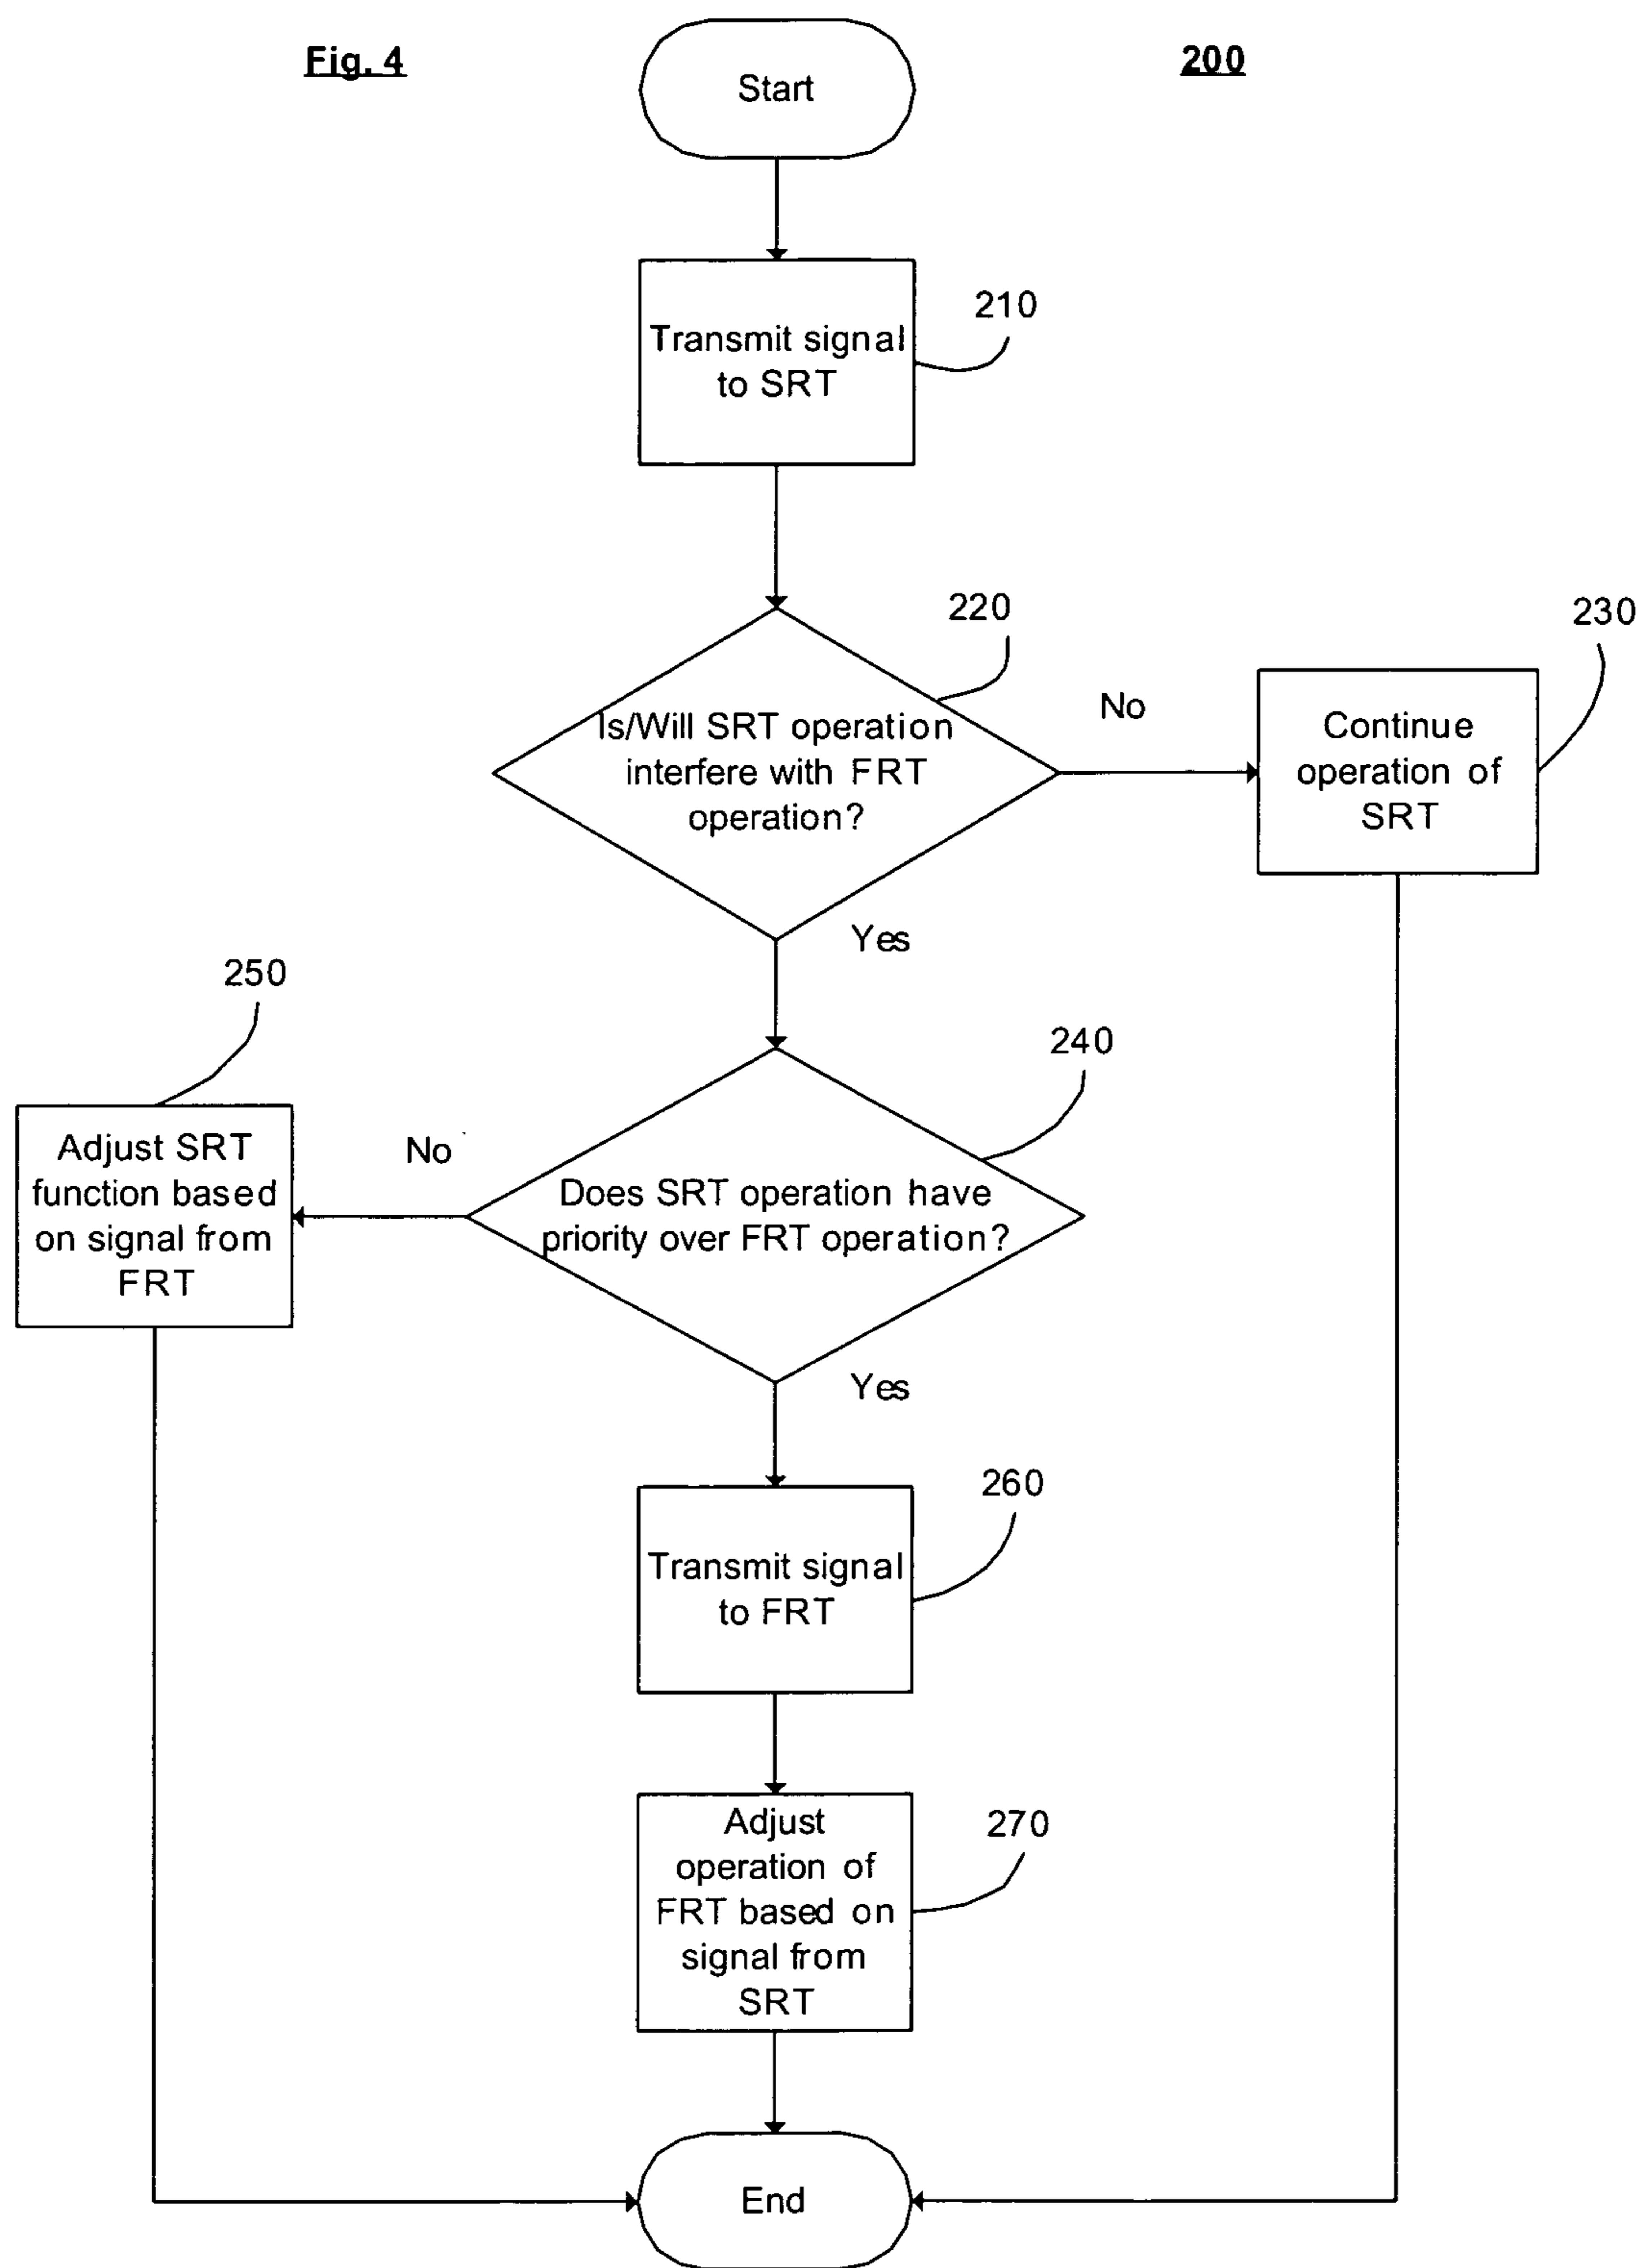 Fig. 4
200
Start
210
Transmit signal
to SRT
220
230
Is/Will SRT operation
interfere with FRT
operation?
No
Continue
operation of
SRT
Yes
250
240
Adjust SRT
function based
on signal from
FRT
No
Does SRT operation have
priority over FRT operation?
Yes
260
Transmit signal
to FRT
270
Adjust
operation of
FRT based on
signal from
SRT
End